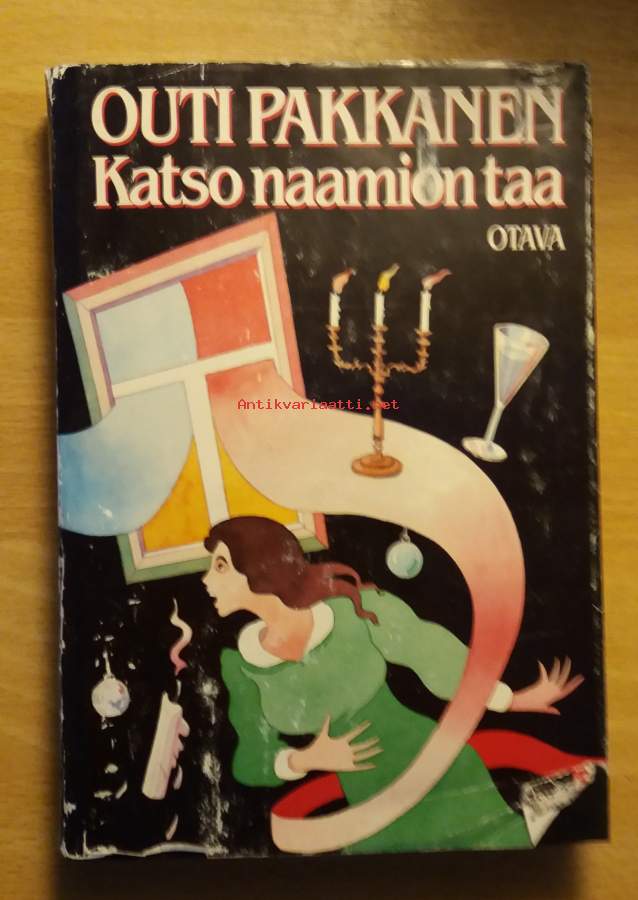 OUTI PAKKANEN
Katso naamion taa
OTAVA
Antikvariaatti.net